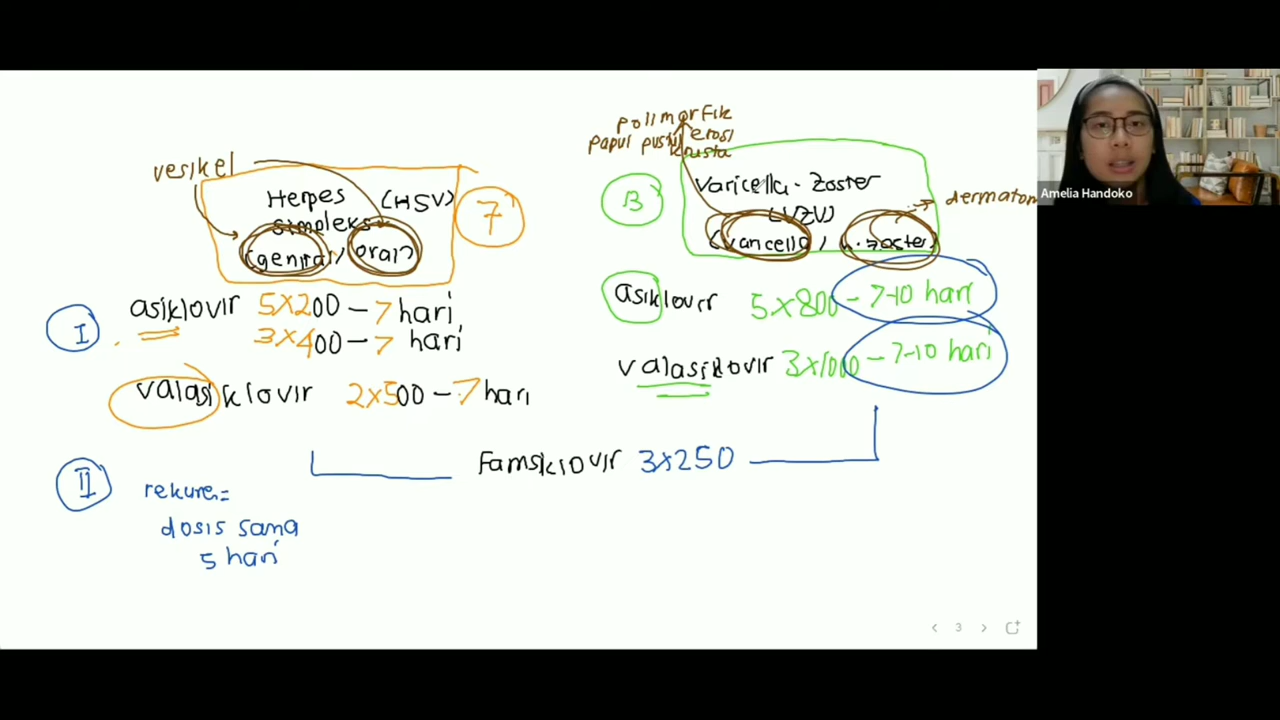 vesikel
Herpes (HSV)
simpleks
(genital, oral)
7
polimorfik
papul pustul erosi
krusta
B
Varicella - Zoster
(VZV)
(varicella / h. zoster)
dermatom
I
asiklovir 5x200 - 7 hari
3x400 - 7 hari
valasiklovir 2x500 - 7 hari
asiklovir 5x800 - 7-10 hari
valasiklovir 3x1000 - 7-10 hari
Famsiklovir 3x250
II
rekuren=
dosis sama
5 hari
Amelia Handoko
3